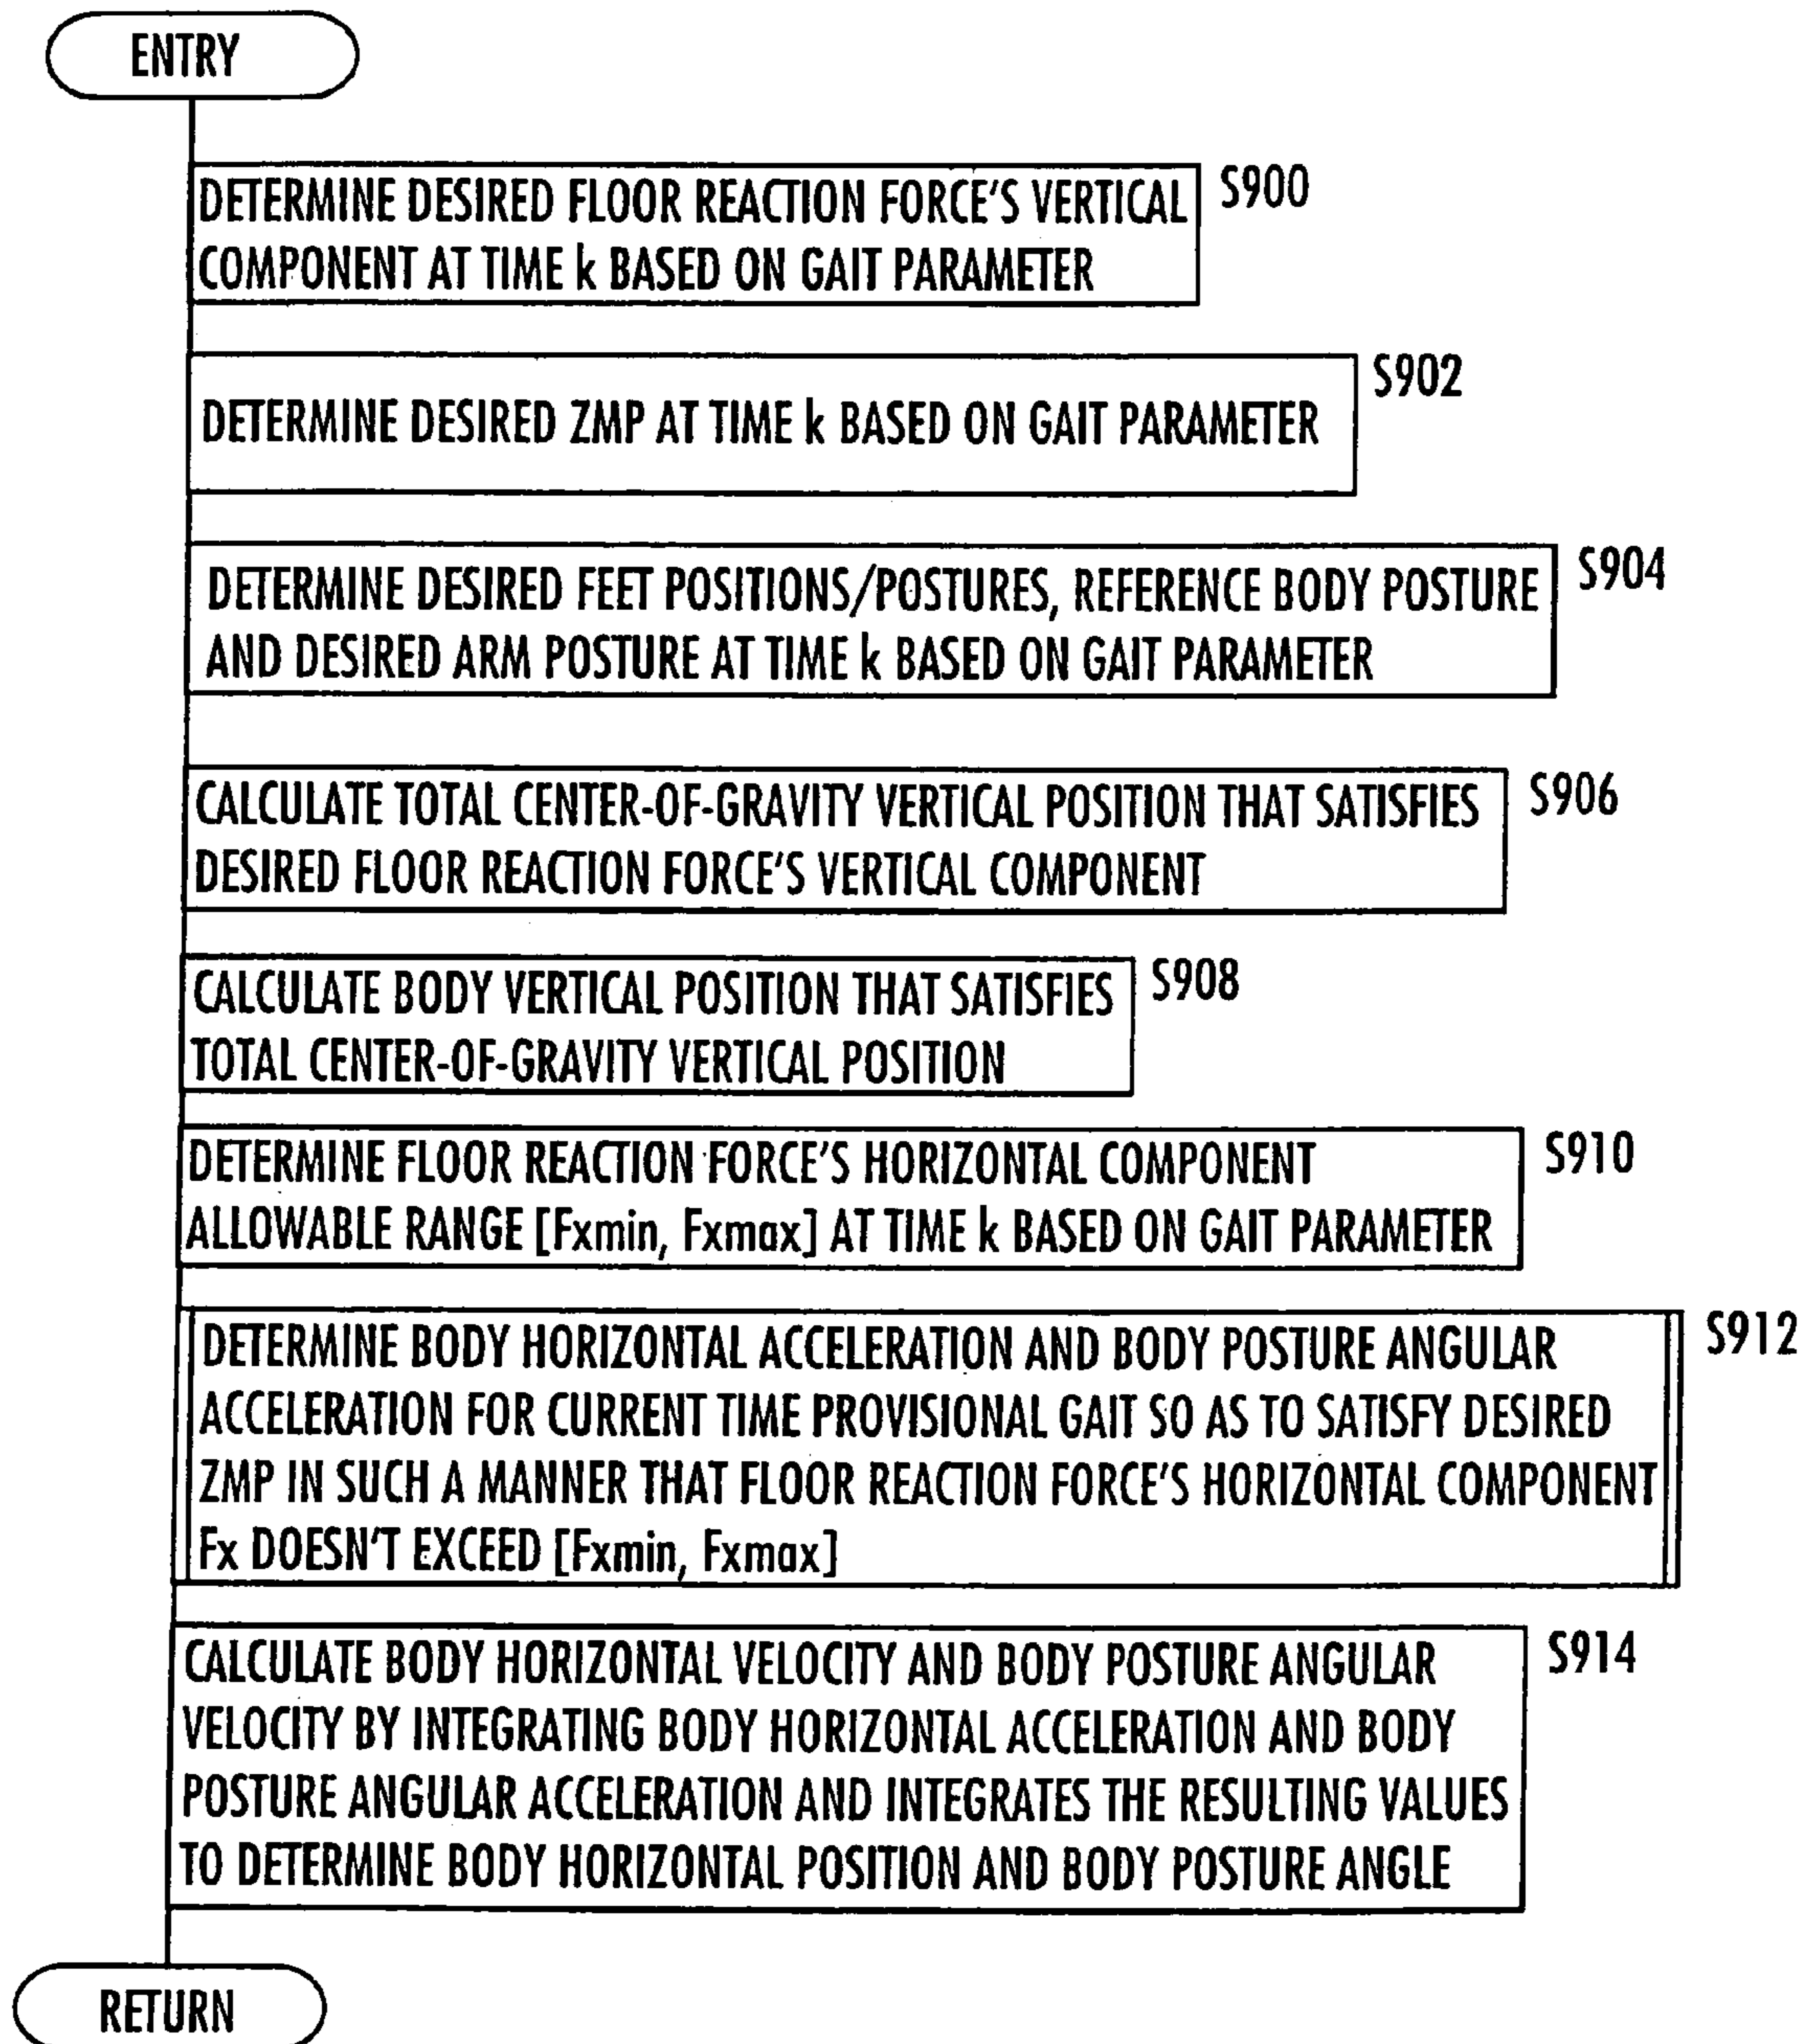 ENTRY
DETERMINE DESIRED FLOOR REACTION FORCE'S VERTICAL
COMPONENT AT TIME k BASED ON GAIT PARAMETER
S900
DETERMINE DESIRED ZMP AT TIME k BASED ON GAIT PARAMETER
S902
DETERMINE DESIRED FEET POSITIONS/POSTURES, REFERENCE BODY POSTURE
AND DESIRED ARM POSTURE AT TIME k BASED ON GAIT PARAMETER
S904
CALCULATE TOTAL CENTER-OF-GRAVITY VERTICAL POSITION THAT SATISFIES
DESIRED FLOOR REACTION FORCE'S VERTICAL COMPONENT
S906
CALCULATE BODY VERTICAL POSITION THAT SATISFIES
TOTAL CENTER-OF-GRAVITY VERTICAL POSITION
S908
DETERMINE FLOOR REACTION FORCE'S HORIZONTAL COMPONENT
ALLOWABLE RANGE [Fxmin, Fxmax] AT TIME k BASED ON GAIT PARAMETER
S910
DETERMINE BODY HORIZONTAL ACCELERATION AND BODY POSTURE ANGULAR
ACCELERATION FOR CURRENT TIME PROVISIONAL GAIT SO AS TO SATISFY DESIRED
ZMP IN SUCH A MANNER THAT FLOOR REACTION FORCE'S HORIZONTAL COMPONENT
Fx DOESN'T EXCEED [Fxmin, Fxmax]
S912
CALCULATE BODY HORIZONTAL VELOCITY AND BODY POSTURE ANGULAR
VELOCITY BY INTEGRATING BODY HORIZONTAL ACCELERATION AND BODY
POSTURE ANGULAR ACCELERATION AND INTEGRATES THE RESULTING VALUES
TO DETERMINE BODY HORIZONTAL POSITION AND BODY POSTURE ANGLE
S914
RETURN